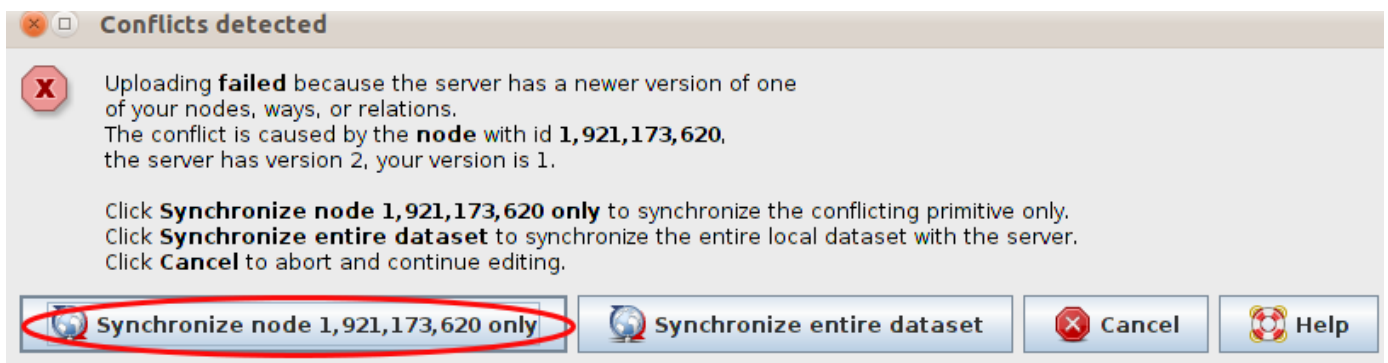 Conflicts detected
Uploading failed because the server has a newer version of one
of your nodes, ways, or relations.
The conflict is caused by the node with id 1,921,173,620,
the server has version 2, your version is 1.
Click Synchronize node 1,921,173,620 only to synchronize the conflicting primitive only.
Click Synchronize entire dataset to synchronize the entire local dataset with the server.
Click Cancel to abort and continue editing.
Synchronize node 1,921,173,620 only Synchronize entire dataset Cancel Help